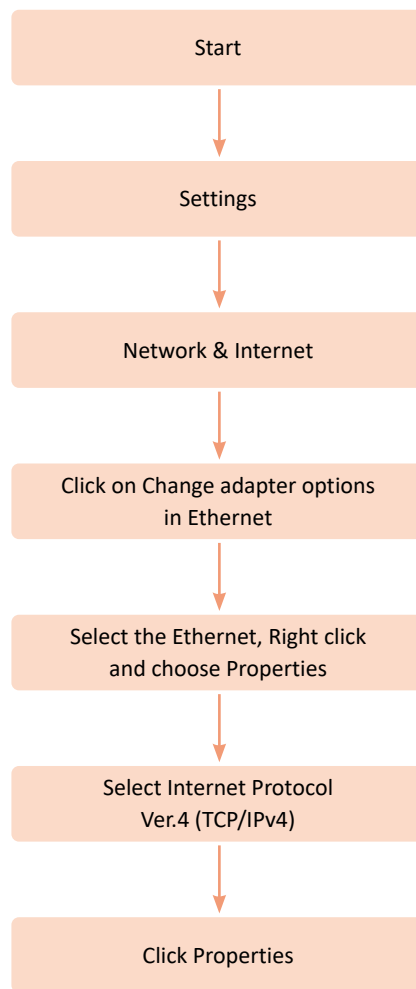 Start
Settings
Network & Internet
Click on Change adapter options
in Ethernet
Select the Ethernet, Right click
and choose Properties
Select Internet Protocol
Ver.4 (TCP/IPv4)
Click Properties